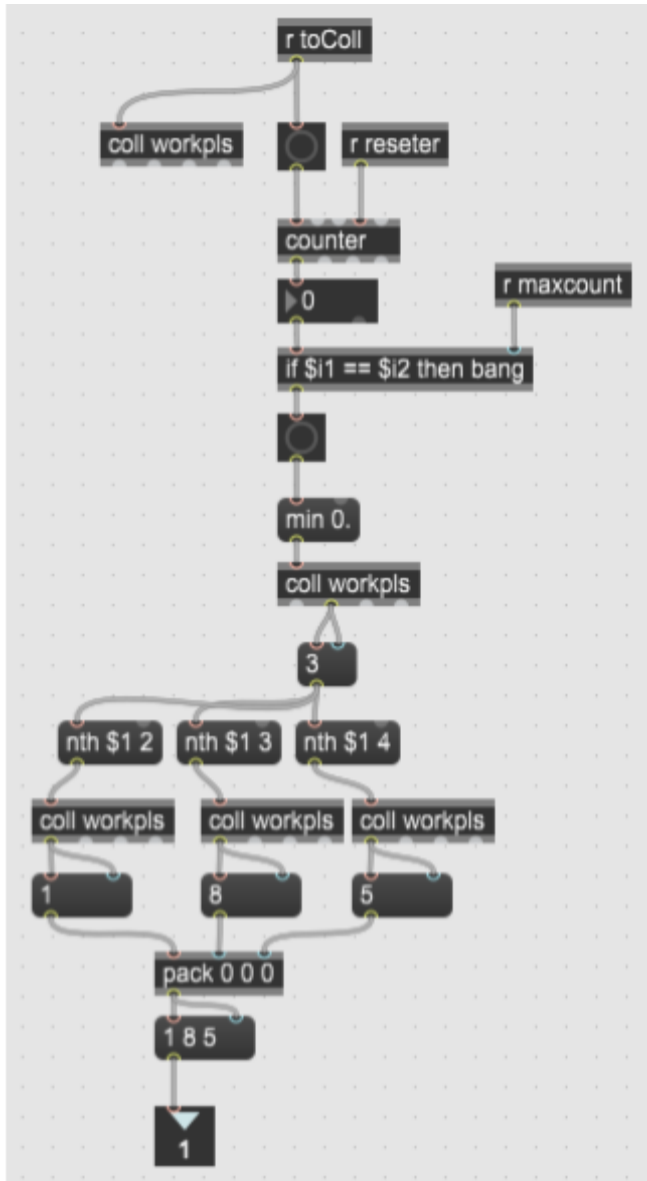 r toColl
coll workpls
r reseter
counter
0
r maxcount
if $i1 == $i2 then bang
min 0.
coll workpls
3
nth $1 2
nth $1 3
nth $1 4
coll workpls
coll workpls
coll workpls
1
8
5
pack 0 0 0
1 8 5
1